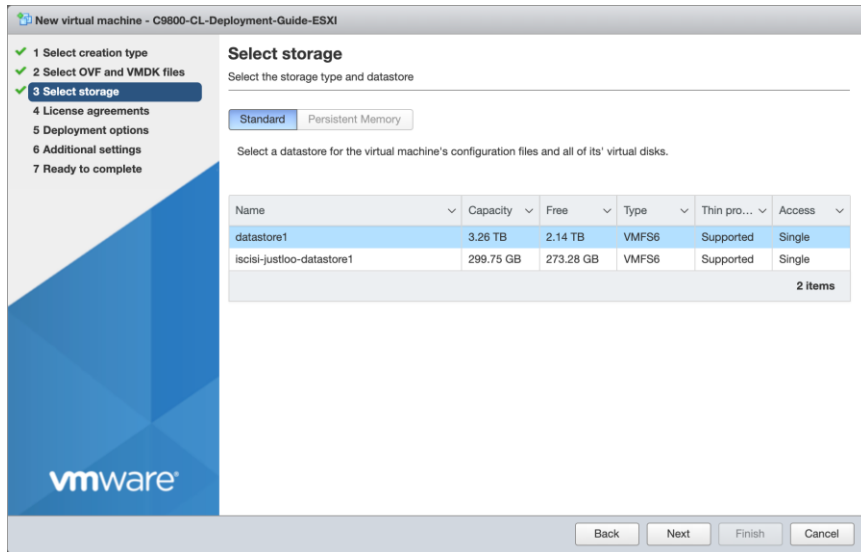 New virtual machine - C9800-CL-Deployment-Guide-ESXI
1 Select creation type
2 Select OVF and VMDK files
3 Select storage
4 License agreements
5 Deployment options
6 Additional settings
7 Ready to complete
vmware®
Select storage
Select the storage type and datastore
Standard Persistent Memory
Select a datastore for the virtual machine's configuration files and all of its' virtual disks.
Name Capacity Free Type Thin pro... Access
datastore1 3.26 TB 2.14 TB VMFS6 Supported Single
iscisi-justloo-datastore1 299.75 GB 273.28 GB VMFS6 Supported Single
2 items
Back Next Finish Cancel